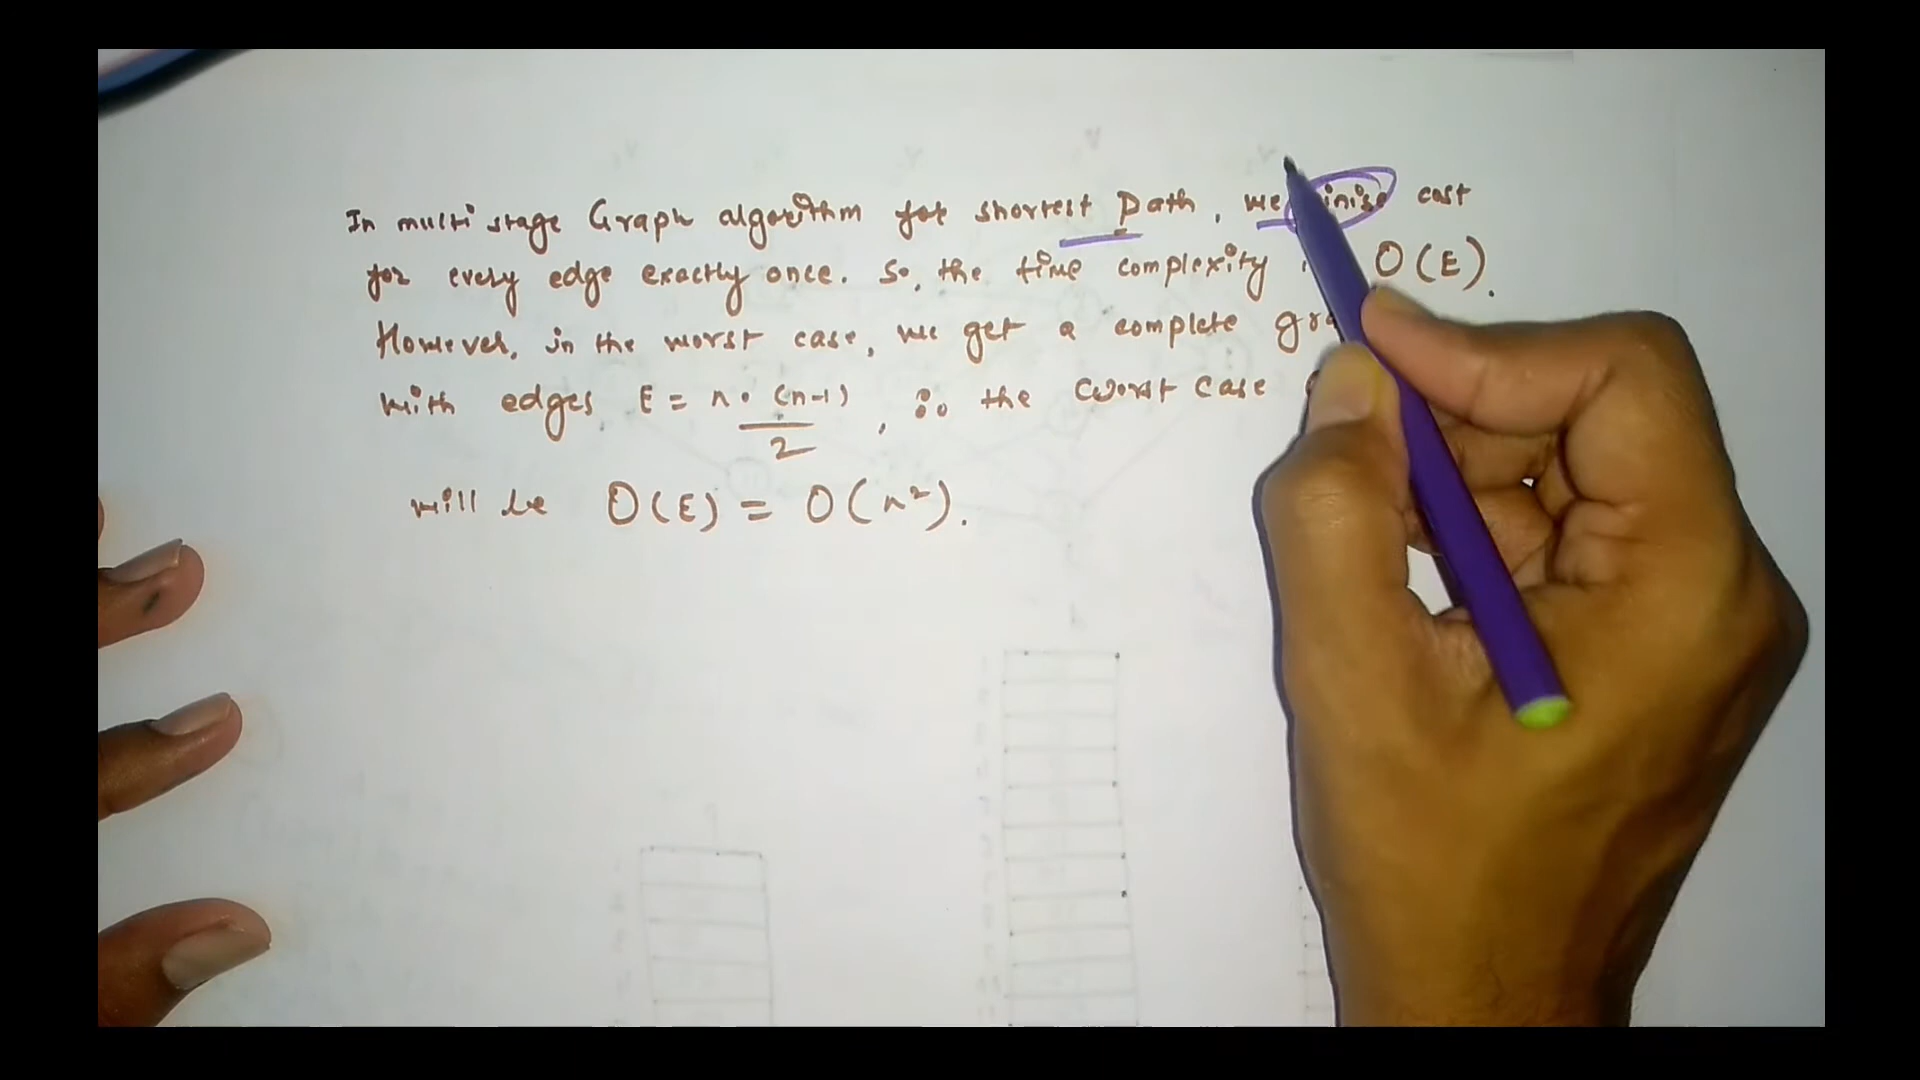 In multi stage Graph algorithm for shortest Path, we cost
for every edge exactly once. So, the time complexity O(E).
However, in the worst case, we get a complete
with edges E = n·(n-1)/2, ∴ the worst case
will be O(E) = O(n²).